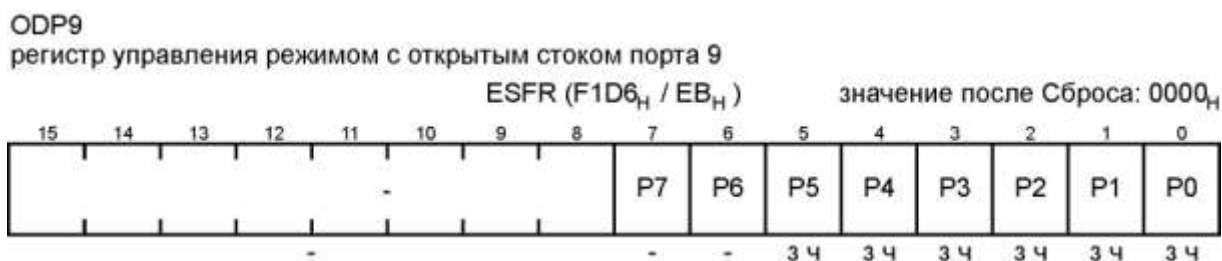 ODP9
регистр управления режимом с открытым стоком порта 9
ESFR (F1D6H / EBH ) значение после Сброса: 0000H
15 14 13 12 11 10 9 8 7 6 5 4 3 2 1 0
- P7 P6 P5 P4 P3 P2 P1 P0
- - - з ч з ч з ч з ч з ч з ч